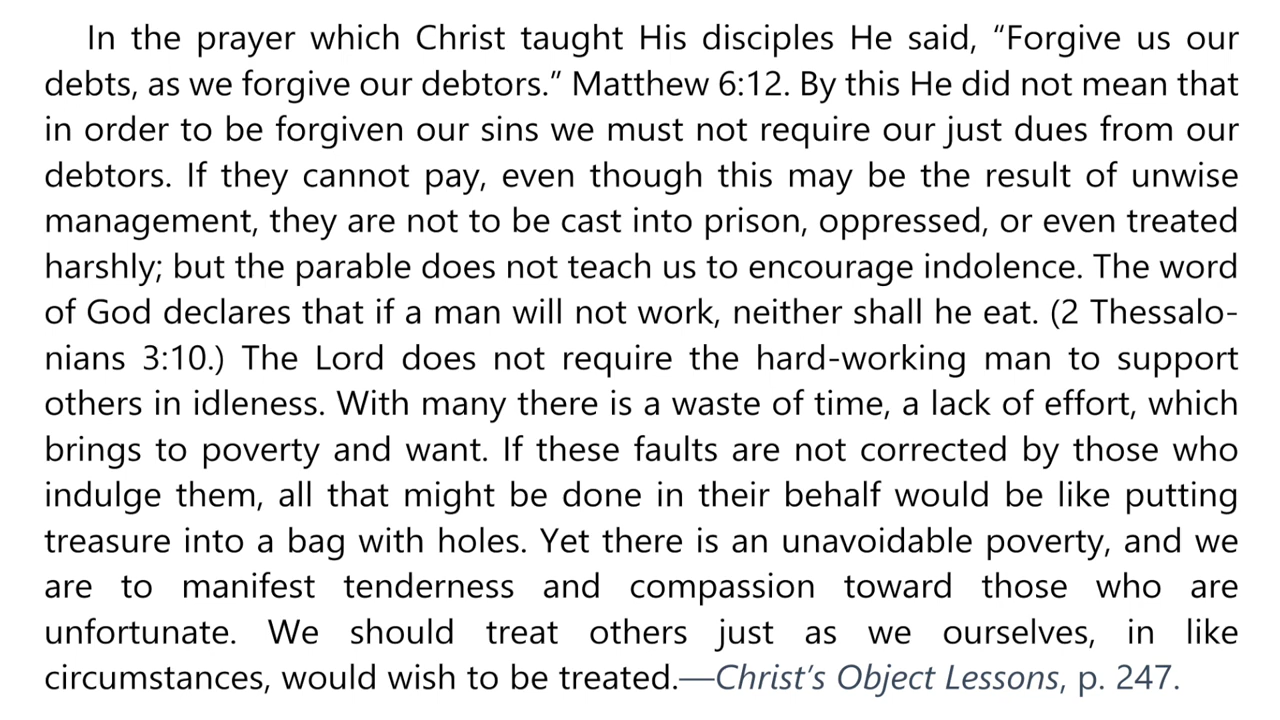 In the prayer which Christ taught His disciples He said, “Forgive us our
debts, as we forgive our debtors.” Matthew 6:12. By this He did not mean that
in order to be forgiven our sins we must not require our just dues from our
debtors. If they cannot pay, even though this may be the result of unwise
management, they are not to be cast into prison, oppressed, or even treated
harshly; but the parable does not teach us to encourage indolence. The word
of God declares that if a man will not work, neither shall he eat. (2 Thessalo-
nians 3:10.) The Lord does not require the hard-working man to support
others in idleness. With many there is a waste of time, a lack of effort, which
brings to poverty and want. If these faults are not corrected by those who
indulge them, all that might be done in their behalf would be like putting
treasure into a bag with holes. Yet there is an unavoidable poverty, and we
are to manifest tenderness and compassion toward those who are
unfortunate. We should treat others just as we ourselves, in like
circumstances, would wish to be treated.—Christ’s Object Lessons, p. 247.